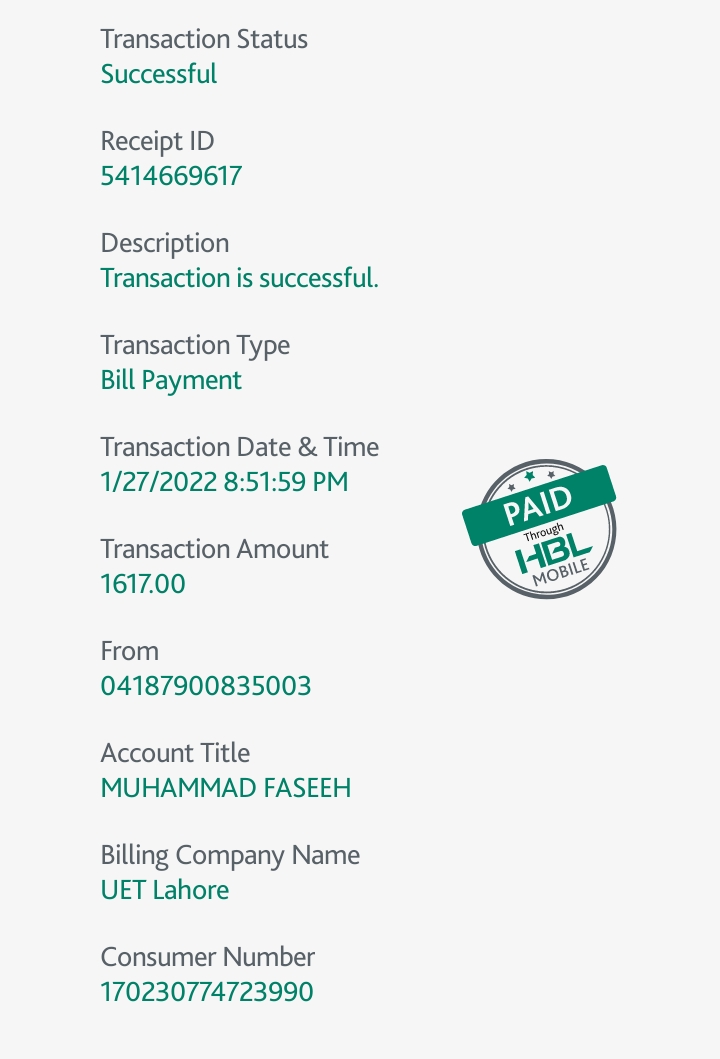 Transaction Status
Successful
Receipt ID
5414669617
Description
Transaction is successful.
Transaction Type
Bill Payment
Transaction Date & Time
1/27/2022 8:51:59 PM
PAID
Through
HBL
MOBILE
Transaction Amount
1617.00
From
04187900835003
Account Title
MUHAMMAD FASEEH
Billing Company Name
UET Lahore
Consumer Number
170230774723990